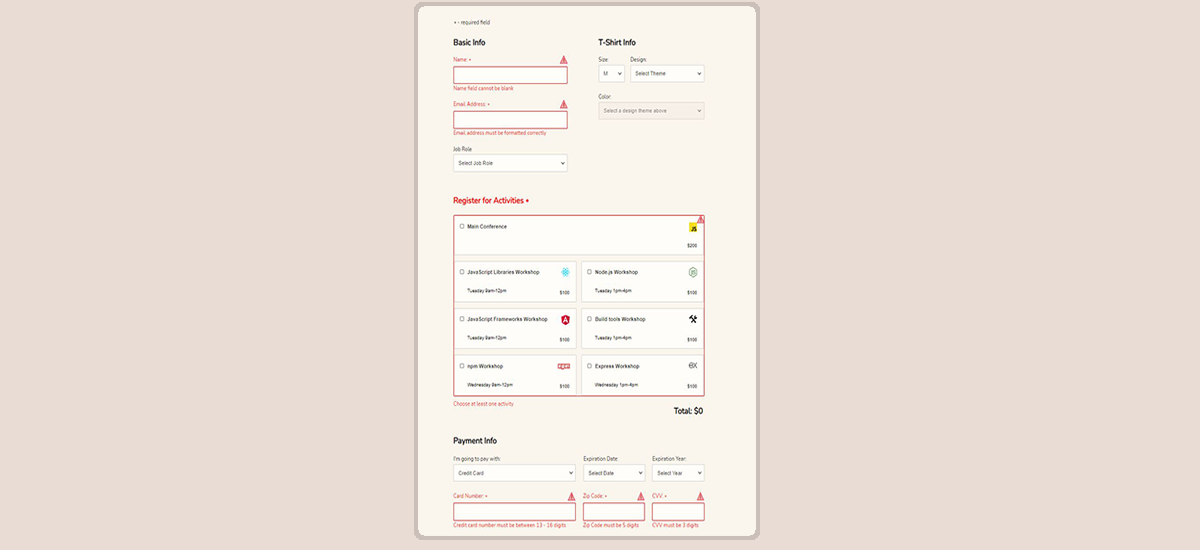 * - required field
Basic Info
Name: *
Name field cannot be blank
Email Address: *
Email address must be formatted correctly
Job Role
Select Job Role
T-Shirt Info
Size: Design:
M Select Theme
Color:
Select a design theme above
Register for Activities *
Main Conference
JS
$200
JavaScript Libraries Workshop
Tuesday 9am-12pm $100
Node.js Workshop
Tuesday 1pm-4pm $100
JavaScript Frameworks Workshop
A
Tuesday 9am-12pm $100
Build tools Workshop
Tuesday 1pm-4pm $100
npm Workshop
npm
Wednesday 9am-12pm $100
Express Workshop
ex
Wednesday 1pm-4pm $100
Choose at least one activity
Total: $0
Payment Info
I'm going to pay with: Expiration Date: Expiration Year:
Credit Card Select Date Select Year
Card Number: * Zip Code: * CVV: *
Credit card number must be between 13 - 16 digits Zip Code must be 5 digits CVV must be 3 digits